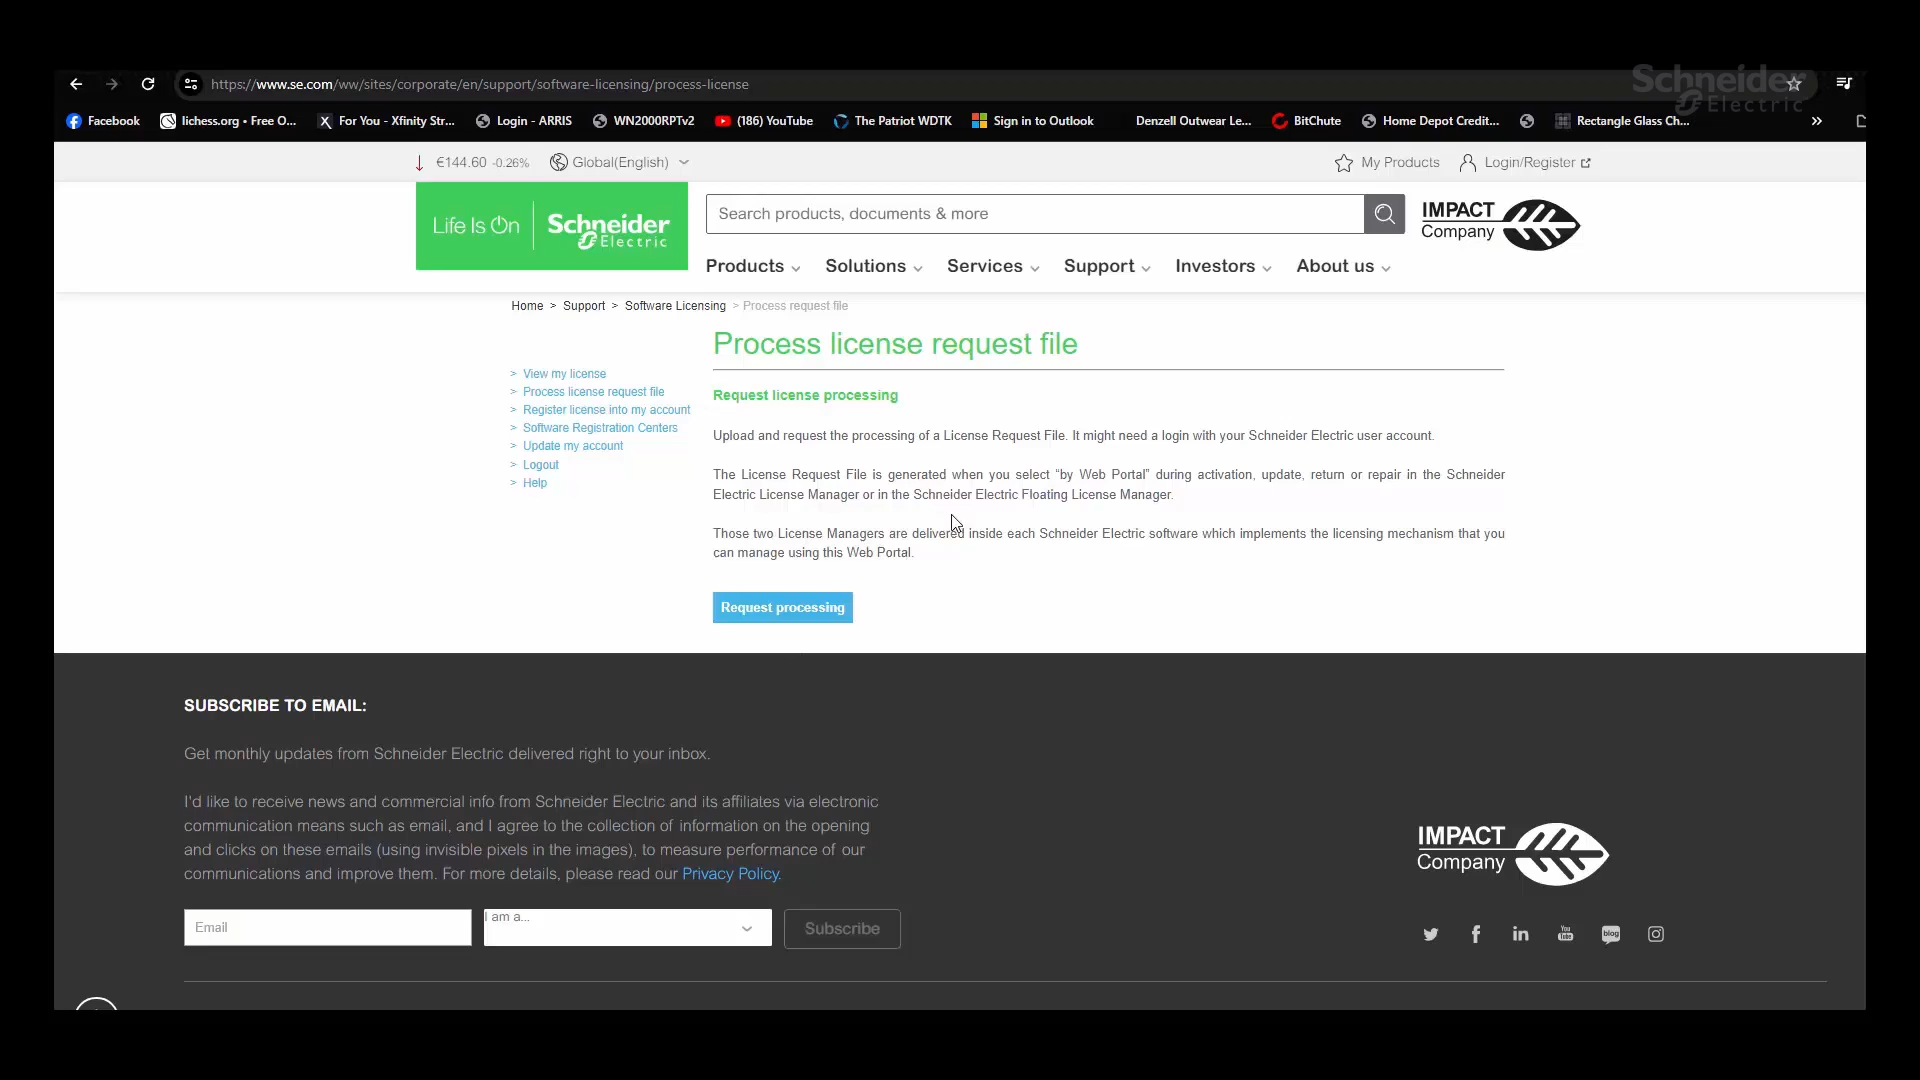 https://www.se.com/ww/sites/corporate/en/support/software-licensing/process-license
Schneider
Electric
Facebook
lichess.org • Free O...
For You - Xfinity Str...
Login - ARRIS
WN2000RPTv2
(186) YouTube
The Patriot WDTK
Sign in to Outlook
Denzell Outwear Le...
BitChute
Home Depot Credit...
Rectangle Glass Ch...
€144.60 -0.26%
Global(English)
My Products
Login/Register
Life Is On
Schneider
Electric
Search products, documents & more
IMPACT
Company
Products
Solutions
Services
Support
Investors
About us
Home > Support > Software Licensing > Process request file
> View my license
> Process license request file
> Register license into my account
> Software Registration Centers
> Update my account
> Logout
> Help
Process license request file
Request license processing
Upload and request the processing of a License Request File. It might need a login with your Schneider Electric user account.
The License Request File is generated when you select “by Web Portal” during activation, update, return or repair in the Schneider
Electric License Manager or in the Schneider Electric Floating License Manager.
Those two License Managers are delivered inside each Schneider Electric software which implements the licensing mechanism that you
can manage using this Web Portal.
Request processing
SUBSCRIBE TO EMAIL:
Get monthly updates from Schneider Electric delivered right to your inbox.
I'd like to receive news and commercial info from Schneider Electric and its affiliates via electronic
communication means such as email, and I agree to the collection of information on the opening
and clicks on these emails (using invisible pixels in the images), to measure performance of our
communications and improve them. For more details, please read our Privacy Policy.
Email
I am a...
Subscribe
IMPACT
Company
You
Tube
blog